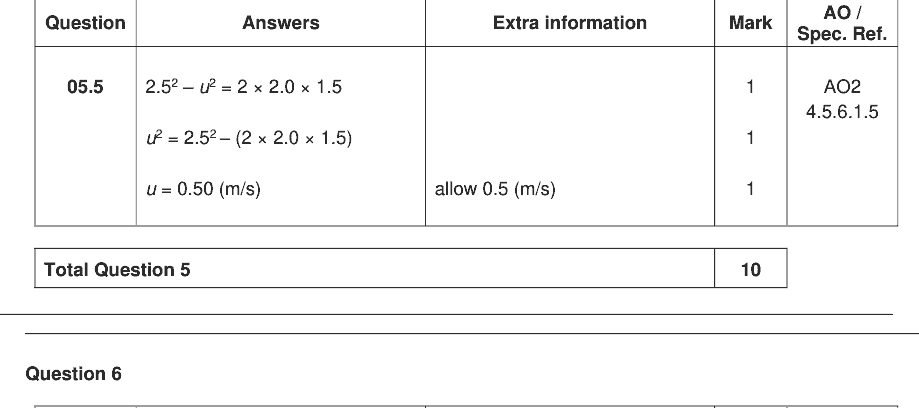 Question Answers Extra information Mark AO / Spec. Ref.
05.5 2.5² – u² = 2 × 2.0 × 1.5 1 AO2
4.5.6.1.5
u² = 2.5² – (2 × 2.0 × 1.5) 1
u = 0.50 (m/s) allow 0.5 (m/s) 1
Total Question 5 10
Question 6